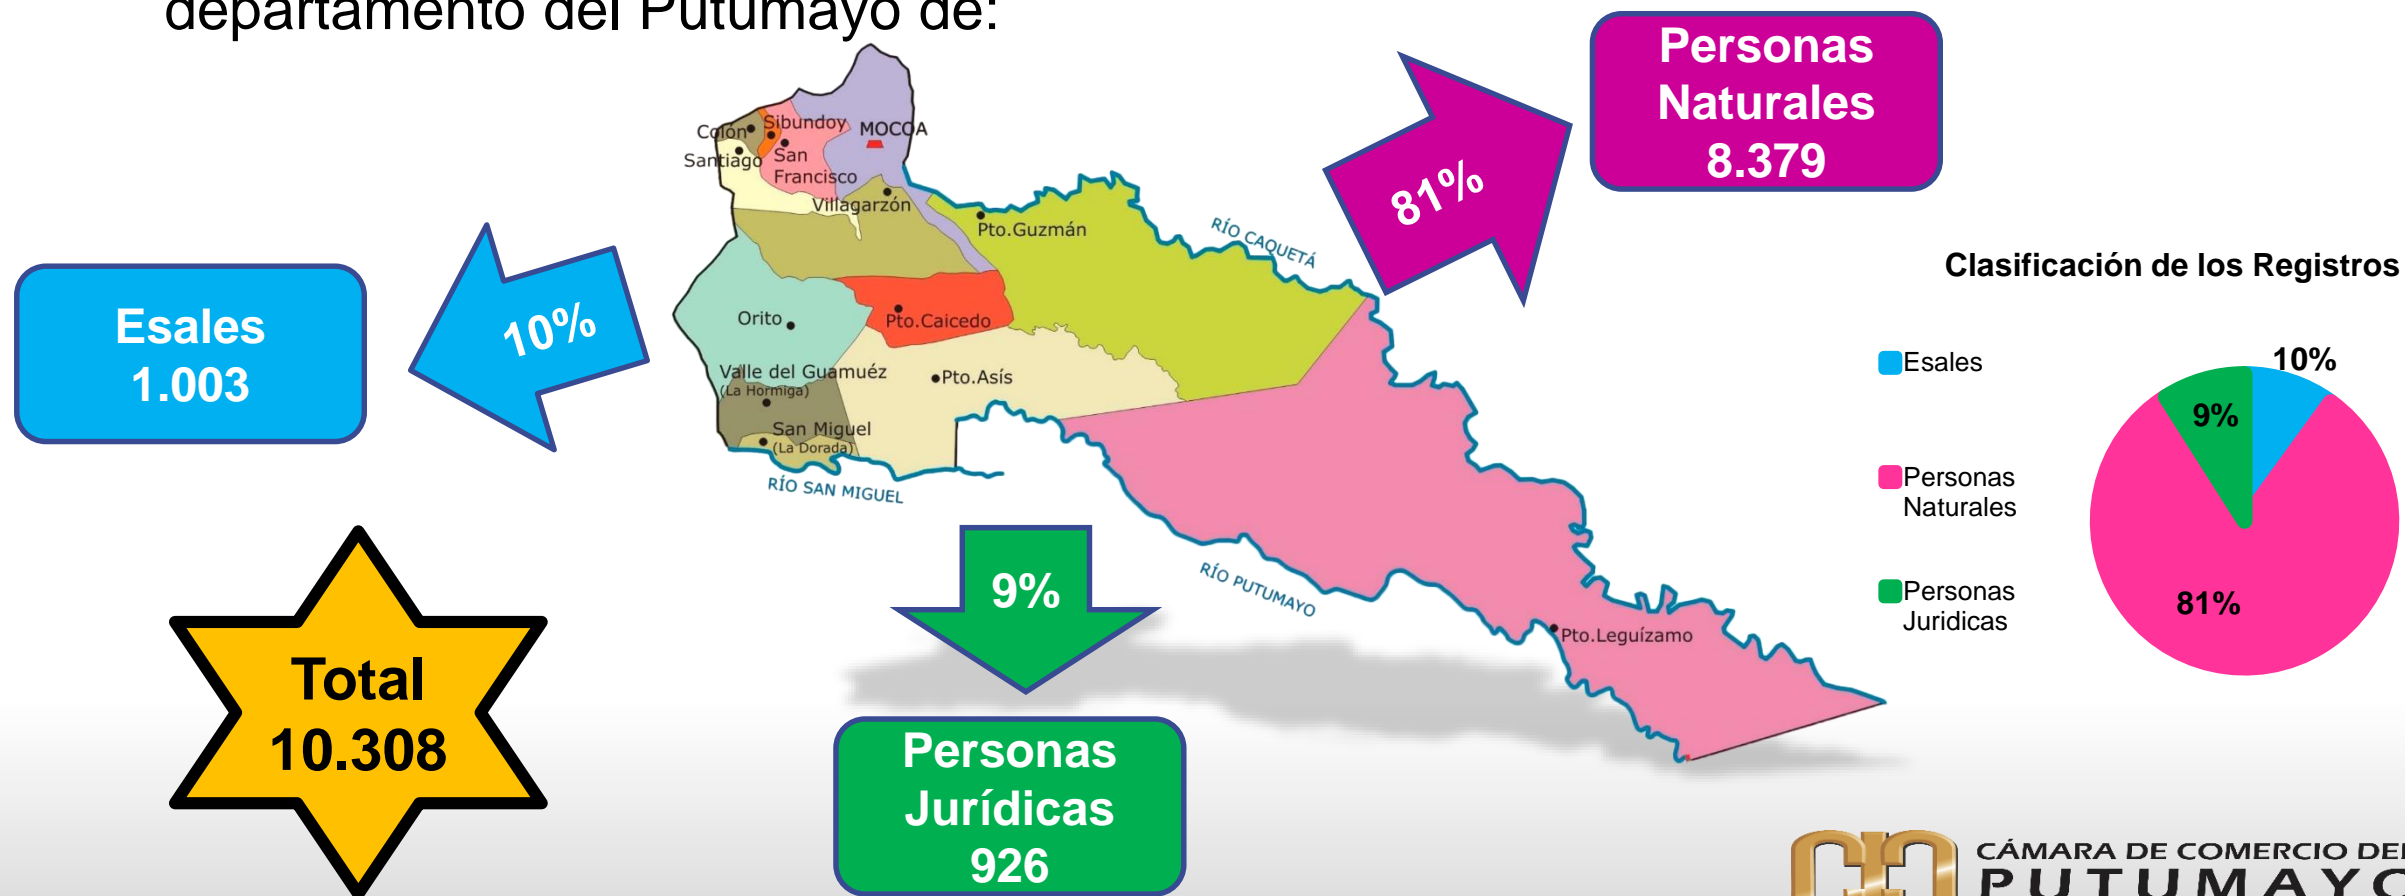 departamento del Putumayo de:
Personas
Naturales
8.379
81%
Esales
1.003
10%
Colón
Sibundoy
MOCOA
Santiago
San
Francisco
Villagarzón
Pto.Guzmán
RÍO CAQUETÁ
Orito
Pto.Caicedo
Valle del Guamuéz
(La Hormiga)
Pto.Asís
San Miguel
(La Dorada)
RÍO SAN MIGUEL
RÍO PUTUMAYO
Pto.Leguízamo
Clasificación de los Registros
Esales
Personas
Naturales
Personas
Juridicas
10%
9%
81%
9%
Personas
Jurídicas
926
Total
10.308
CÁMARA DE COMERCIO DEL
PUTUMAYO